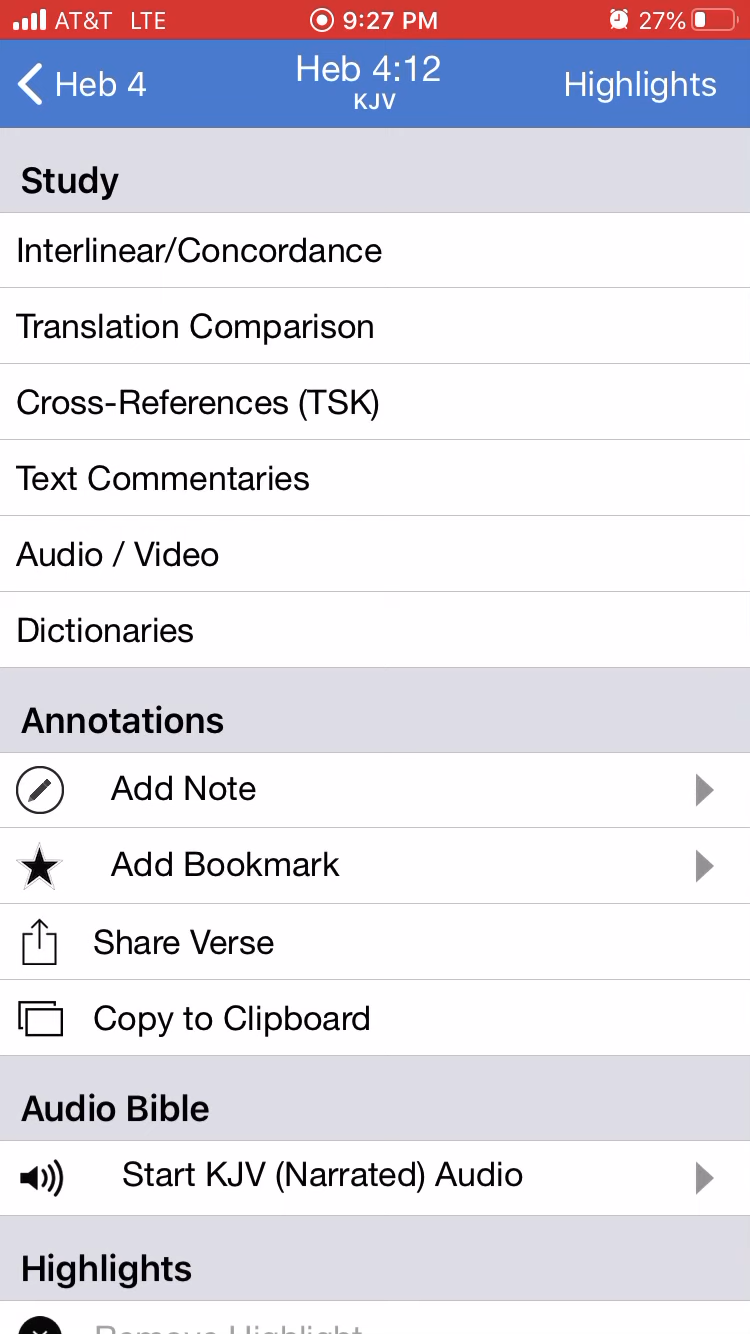 AT&T LTE 9:27 PM 27%
Heb 4 Heb 4:12 Highlights
KJV
Study
Interlinear/Concordance
Translation Comparison
Cross-References (TSK)
Text Commentaries
Audio / Video
Dictionaries
Annotations
Add Note
Add Bookmark
Share Verse
Copy to Clipboard
Audio Bible
Start KJV (Narrated) Audio
Highlights
Remove Highlight